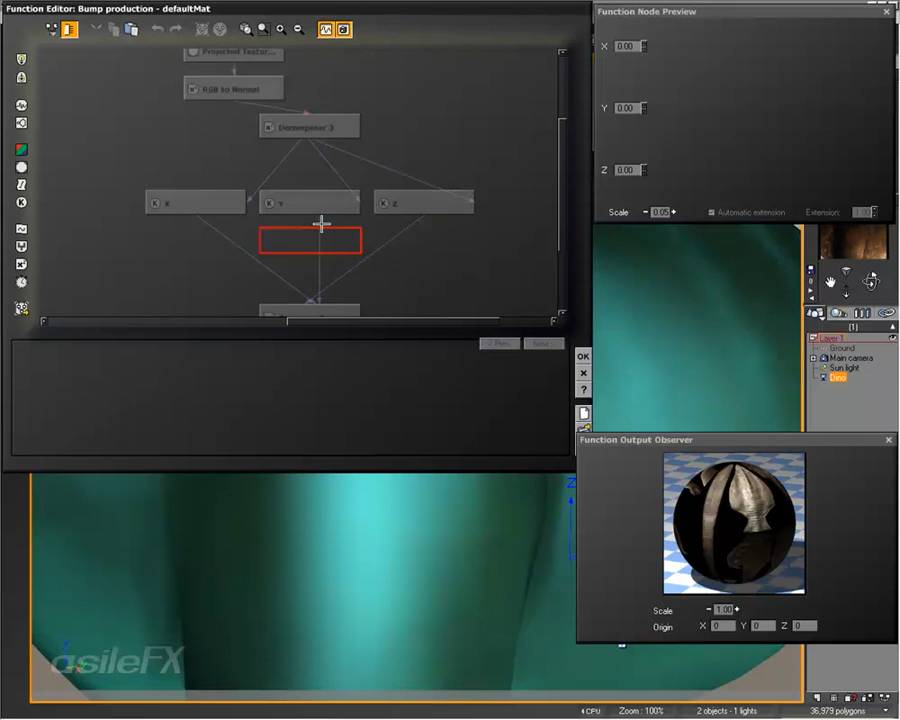 Function Editor: Bump production - defaultMat
Projected Textur...
RGB to Normal
Decomposer 3
X
Y
Z
OK
?
Function Node Preview
X 0.00
Y 0.00
Z 0.00
Scale 0.05 Automatic extension Extension: 1.00
(1)
Layer 1
Ground
Main camera
Sun light
Dino
Function Output Observer
Scale 1.00
Origin X 0 Y 0 Z 0
Z
asileFX
CPU Zoom : 100% 2 objects - 1 lights 36,979 polygons